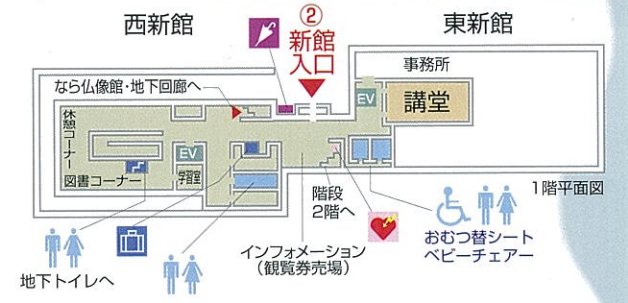 西新館
②
新館
入口
東新館
事務所
なら仏像館・地下回廊へ
EV
講堂
休憩コーナー
EV
図書コーナー
学習室
階段
2階へ
1階平面図
地下トイレへ
インフォメーション
(観覧券売場)
おむつ替シート
ベビーチェアー